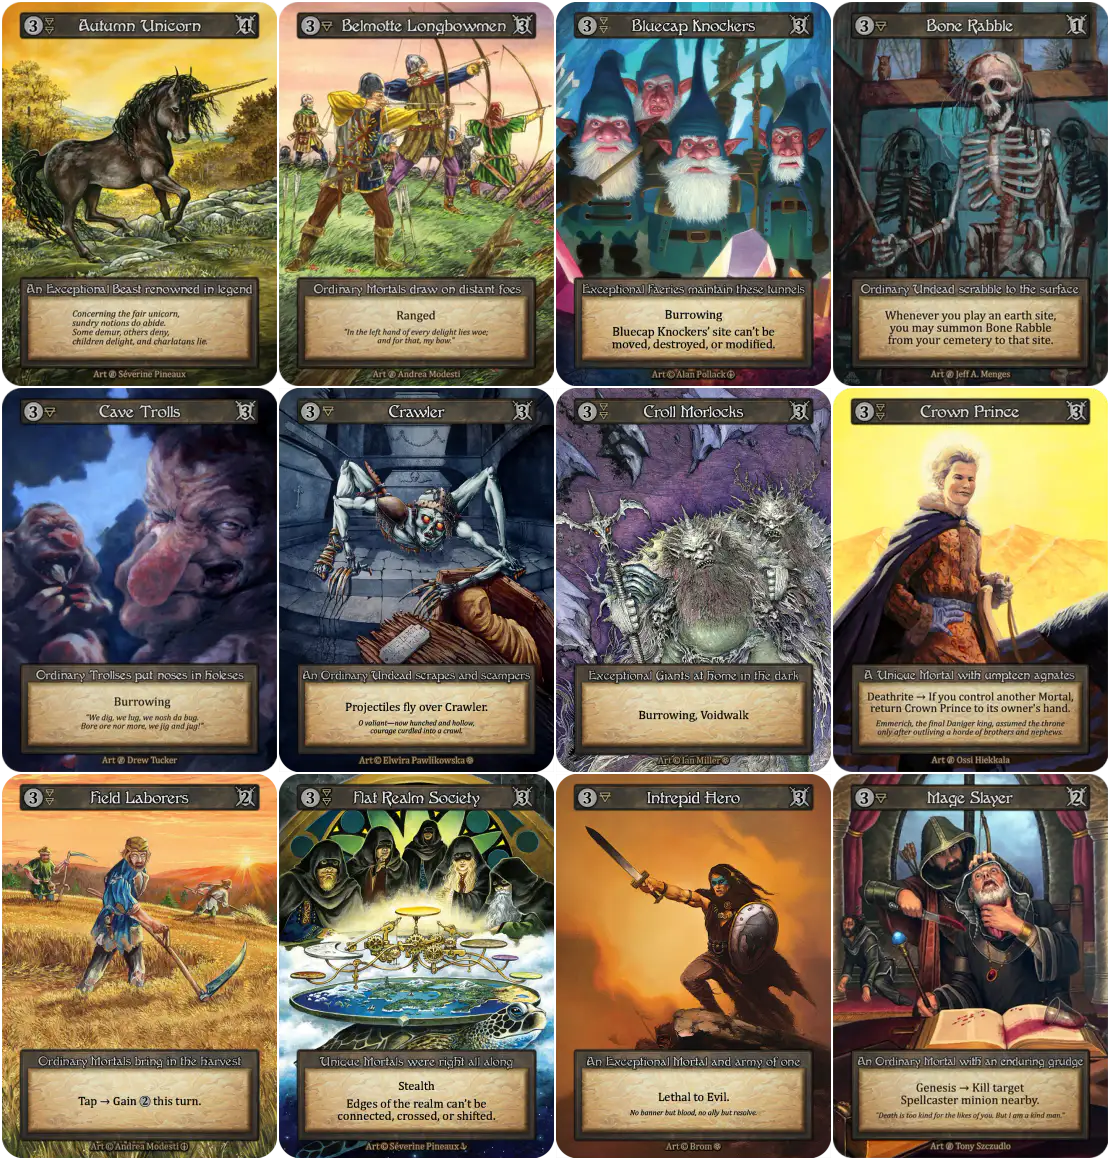 3 Autumn Unicorn 4
An Exceptional Beast renowned in legend
Concerning the fair unicorn,
sundry notions do abide.
Some demur, others deny,
children delight, and charlatans lie.
Art Ⓟ Séverine Pineaux
3 Belmotte Longbowmen 3
Ordinary Mortals draw on distant foes
Ranged
"In the left hand of every delight lies woe;
and for that, my bow."
Art Ⓟ Andrea Modesti
3 Bluecap Knockers 3
Exceptional Faeries maintain these tunnels
Burrowing
Bluecap Knockers' site can't be
moved, destroyed, or modified.
Art © Alan Pollack
3 Bone Rabble 1
Ordinary Undead scrabble to the surface
Whenever you play an earth site,
you may summon Bone Rabble
from your cemetery to that site.
Art Ⓟ Jeff A. Menges
3 Cave Trolls 3
Ordinary Trollses put noses in holeses
Burrowing
"We dig, we lug, we nosh da bug.
Bore ore nor more, we jig and jug!"
Art Ⓟ Drew Tucker
3 Crawler 3
An Ordinary Undead scrapes and scampers
Projectiles fly over Crawler.
O valiant—now hunched and hollow,
courage curdled into a crawl.
Art © Elwira Pawlikowska
3 Croll Morlocks 3
Exceptional Giants at home in the dark
Burrowing, Voidwalk
Art © Ian Miller
3 Crown Prince 3
A Unique Mortal with umpteen agnates
Deathrite → If you control another Mortal,
return Crown Prince to its owner's hand.
Emmerich, the final Daniger king, assumed the throne
only after outliving a horde of brothers and nephews.
Art Ⓟ Ossi Hiekkala
3 Field Laborers 2
Ordinary Mortals bring in the harvest
Tap → Gain ② this turn.
Art © Andrea Modesti
3 Flat Realm Society 3
Unique Mortals were right all along
Stealth
Edges of the realm can't be
connected, crossed, or shifted.
Art © Séverine Pineaux
3 Intrepid Hero 3
An Exceptional Mortal and army of one
Lethal to Evil.
No banner but blood, no ally but resolve.
Art © Brom
3 Mage Slayer 2
An Ordinary Mortal with an enduring grudge
Genesis → Kill target
Spellcaster minion nearby.
"Death is too kind for the likes of you. But I am a kind man."
Art Ⓟ Tony Szczudlo